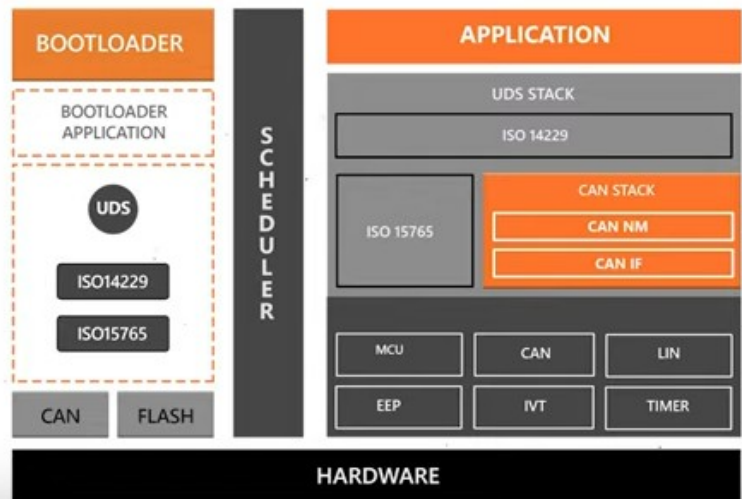 BOOTLOADER
BOOTLOADER
APPLICATION
UDS
ISO14229
ISO15765
CAN
FLASH
SCHEDULER
APPLICATION
UDS STACK
ISO 14229
ISO 15765
CAN STACK
CAN NM
CAN IF
MCU
CAN
LIN
EEP
IVT
TIMER
HARDWARE